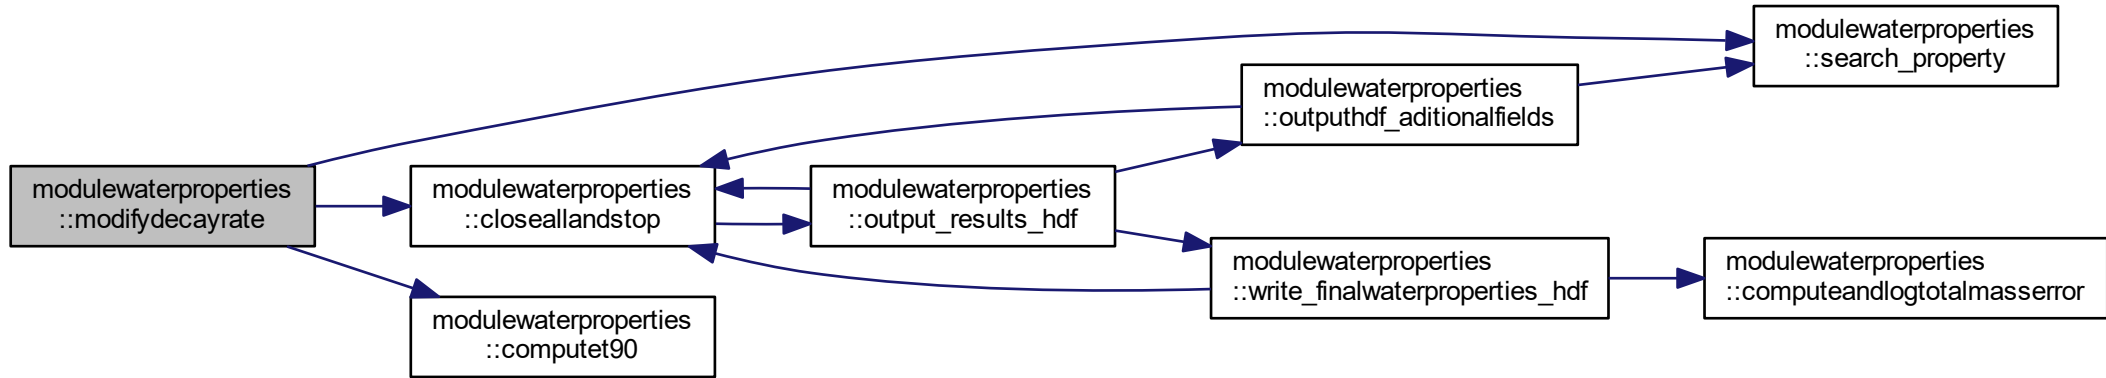 modulewaterproperties
::modifydecayrate
modulewaterproperties
::closeallandstop
modulewaterproperties
::computet90
modulewaterproperties
::output_results_hdf
modulewaterproperties
::outputhdf_aditionalfields
modulewaterproperties
::write_finalwaterproperties_hdf
modulewaterproperties
::search_property
modulewaterproperties
::computeandlogtotalmasserror